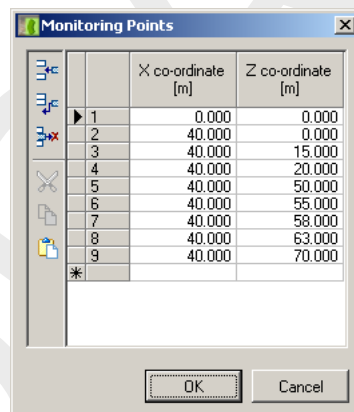 Monitoring Points
X co-ordinate [m] Z co-ordinate [m]
1 0.000 0.000
2 40.000 0.000
3 40.000 15.000
4 40.000 20.000
5 40.000 50.000
6 40.000 55.000
7 40.000 58.000
8 40.000 63.000
9 40.000 70.000
OK Cancel